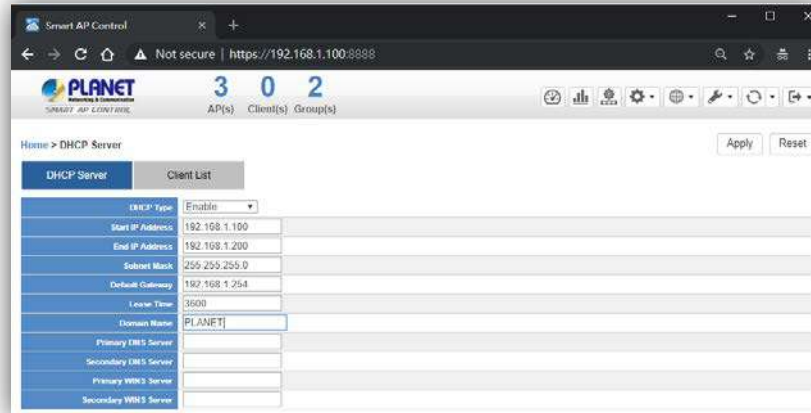 Smart AP Control
Not secure | https://192.168.1.100:8888
PLANET
Networking & Communication
SMART AP CONTROL
3 0 2
AP(s) Client(s) Group(s)
Home > DHCP Server
Apply Reset
DHCP Server Client List
DHCP Type Enable
Start IP Address 192.168.1.100
End IP Address 192.168.1.200
Subnet Mask 255.255.255.0
Default Gateway 192.168.1.254
Lease Time 3600
Domain Name PLANET
Primary DNS Server
Secondary DNS Server
Primary WINS Server
Secondary WINS Server